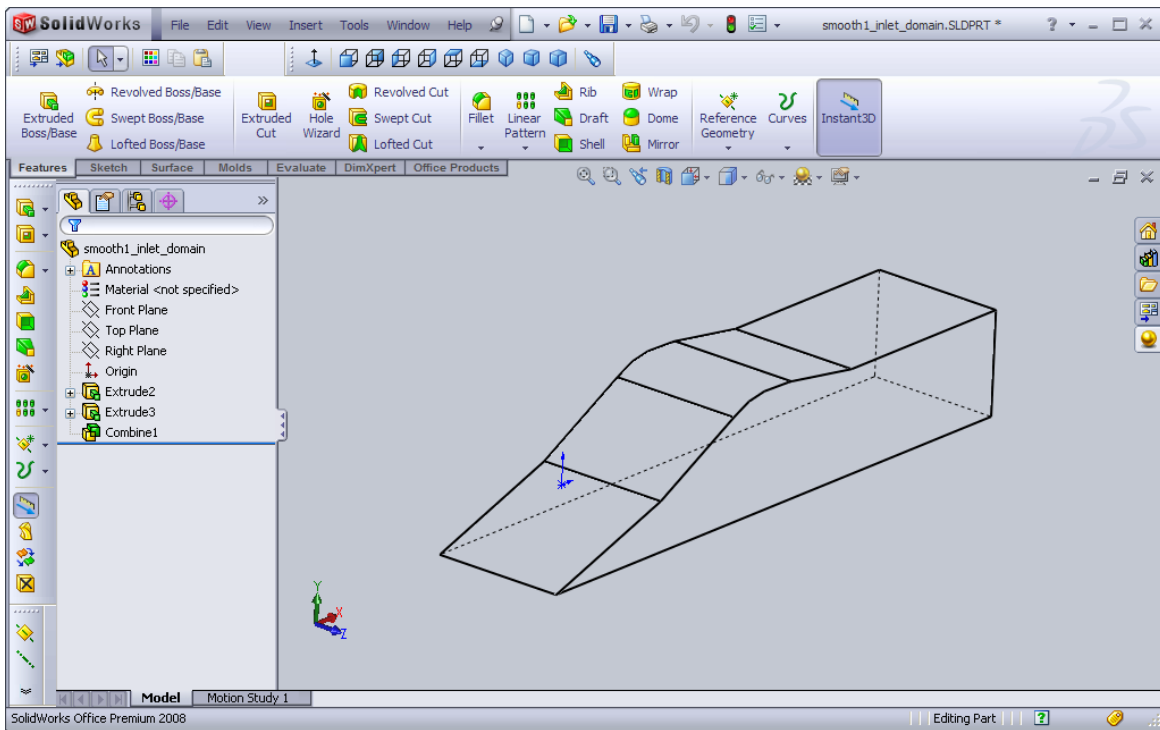 SW SolidWorks File Edit View Insert Tools Window Help smooth1_inlet_domain.SLDPRT * ?
Extruded Boss/Base
Revolved Boss/Base
Swept Boss/Base
Lofted Boss/Base
Extruded Cut
Hole Wizard
Revolved Cut
Swept Cut
Lofted Cut
Fillet
Linear Pattern
Rib
Draft
Shell
Wrap
Dome
Mirror
Reference Geometry
Curves
Instant3D
Features Sketch Surface Molds Evaluate DimXpert Office Products
smooth1_inlet_domain
A Annotations
Material <not specified>
Front Plane
Top Plane
Right Plane
Origin
Extrude2
Extrude3
Combine1
Y
X
Z
Model Motion Study 1
SolidWorks Office Premium 2008 Editing Part ?